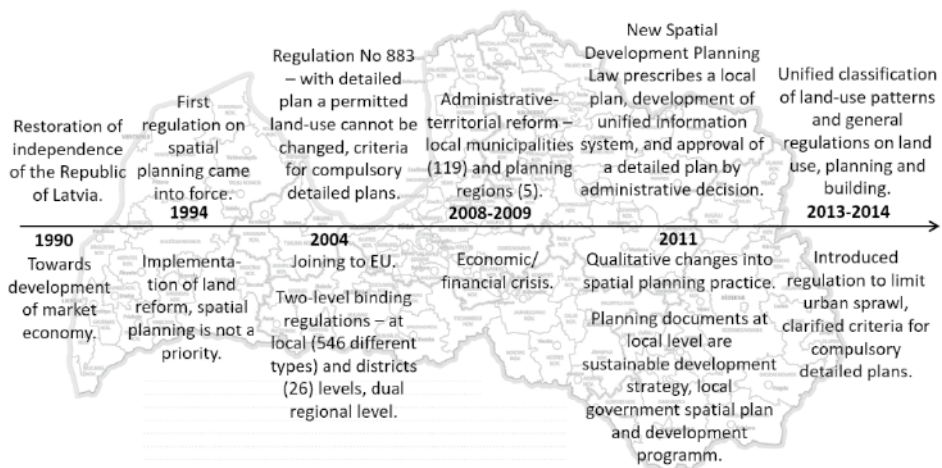 Restoration of
independence
of the Republic
of Latvia.
1990
Towards
development
of market
economy.
First
regulation on
spatial
planning came
into force.
1994
Implementa-
tion of land
reform, spatial
planning is not a
priority.
Regulation No 883
– with detailed
plan a permitted
land-use cannot be
changed, criteria
for compulsory
detailed plans.
2004
Joining to EU.
Two-level binding
regulations – at
local (546 different
types) and districts
(26) levels, dual
regional level.
Administrative-
territorial reform –
local municipalities
(119) and planning
regions (5).
2008-2009
Economic/
financial crisis.
New Spatial
Development Planning
Law prescribes a local
plan, development of
unified information
system, and approval of
a detailed plan by
administrative decision.
2011
Qualitative changes into
spatial planning practice.
Planning documents at
local level are
sustainable development
strategy, local
government spatial plan
and development
programm.
Unified classification
of land-use patterns
and general
regulations on land
use, planning and
building.
2013-2014
Introduced
regulation to limit
urban sprawl,
clarified criteria for
compulsory
detailed plans.